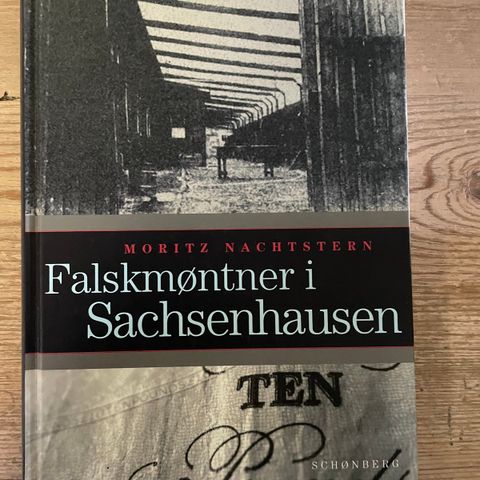 MORITZ NACHTSTERN
Falskmøntner i
Sachsenhausen
TEN
SCHØNBERG